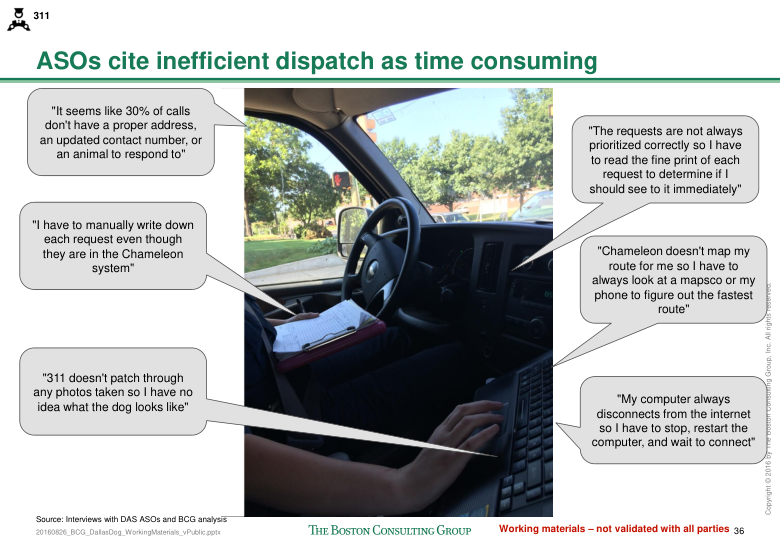 311
ASOs cite inefficient dispatch as time consuming
"It seems like 30% of calls
don't have a proper address,
an updated contact number, or
an animal to respond to"
"The requests are not always
prioritized correctly so I have
to read the fine print of each
request to determine if I
should see to it immediately"
"I have to manually write down
each request even though
they are in the Chameleon
system"
"Chameleon doesn't map my
route for me so I have to
always look at a mapsco or my
phone to figure out the fastest
route"
"311 doesn't patch through
any photos taken so I have no
idea what the dog looks like"
"My computer always
disconnects from the internet
so I have to stop, restart the
computer, and wait to connect"
Copyright © 2016 by The Boston Consulting Group, Inc. All rights reserved.
Source: Interviews with DAS ASOs and BCG analysis
20160826_BCG_DallasDog_WorkingMaterials_vPublic.pptx
THE BOSTON CONSULTING GROUP
Working materials – not validated with all parties 36